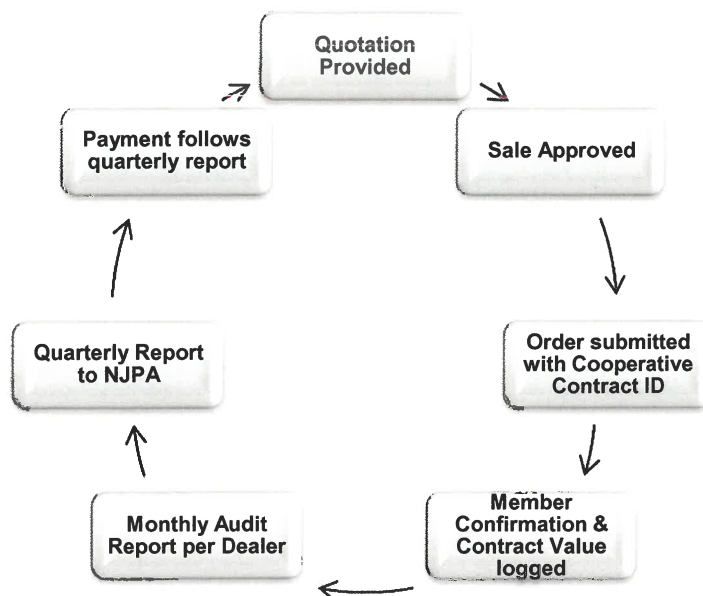 Quotation
Provided
Sale Approved
Order submitted
with Cooperative
Contract ID
Member
Confirmation &
Contract Value
logged
Monthly Audit
Report per Dealer
Quarterly Report
to NJPA
Payment follows
quarterly report